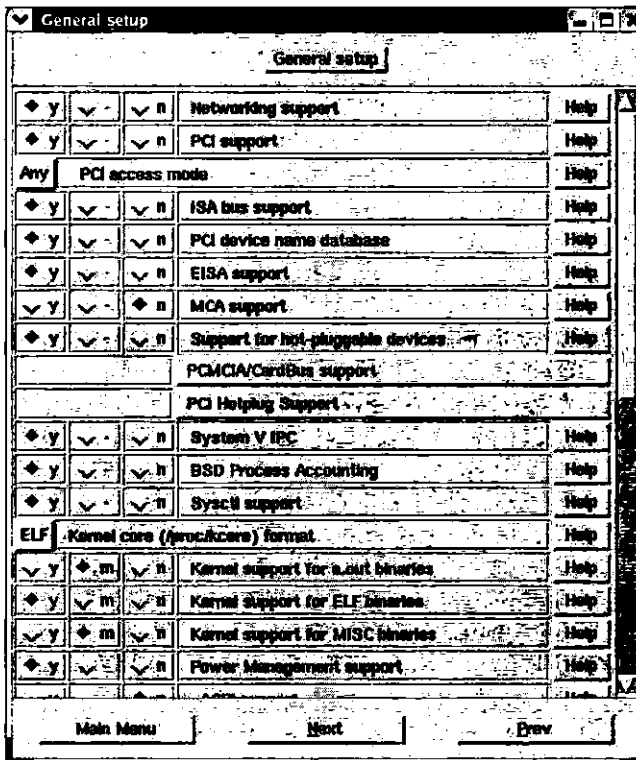 General setup
General setup
y - n Networking support Help
y - n PCI support Help
Any PCI access mode Help
y - n ISA bus support Help
y - n PCI device name database Help
y - n EISA support Help
y - n MCA support Help
y - n Support for hot-pluggable devices Help
PCMCIA/CardBus support
PCI Hotplug Support
y - n System V IPC Help
y - n BSD Process Accounting Help
y - n Sysctl support Help
ELF Kernel core (/proc/kcore) format Help
y m n Kernel support for a.out binaries Help
y m n Kernel support for ELF binaries Help
y m n Kernel support for MISC binaries Help
y - n Power Management support Help
Main Menu Next Prev